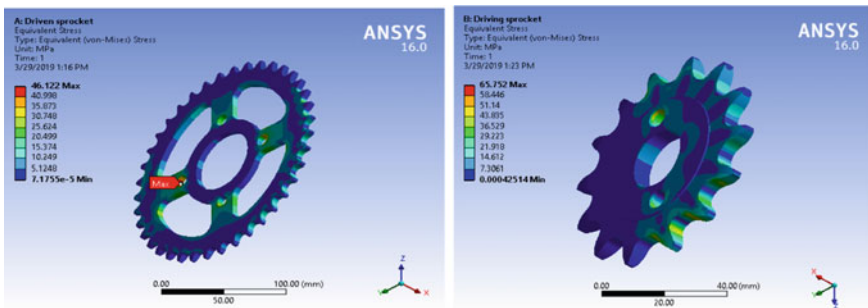 A: Driven sprocket
Equivalent Stress
Type: Equivalent (von-Mises) Stress
Unit: MPa
Time: 1
3/29/2019 1:16 PM
ANSYS
16.0
46.122 Max
40.998
35.873
30.748
25.624
20.499
15.374
10.249
5.1248
7.1755e-5 Min
Max
0.00
100.00 (mm)
50.00
Z
Y
X
B: Driving sprocket
Equivalent Stress
Type: Equivalent (von-Mises) Stress
Unit: MPa
Time: 1
3/29/2019 1:23 PM
ANSYS
16.0
65.752 Max
58.446
51.14
43.835
36.529
29.223
21.918
14.612
7.3061
0.00042514 Min
0.00
40.00 (mm)
20.00
X
Y
Z